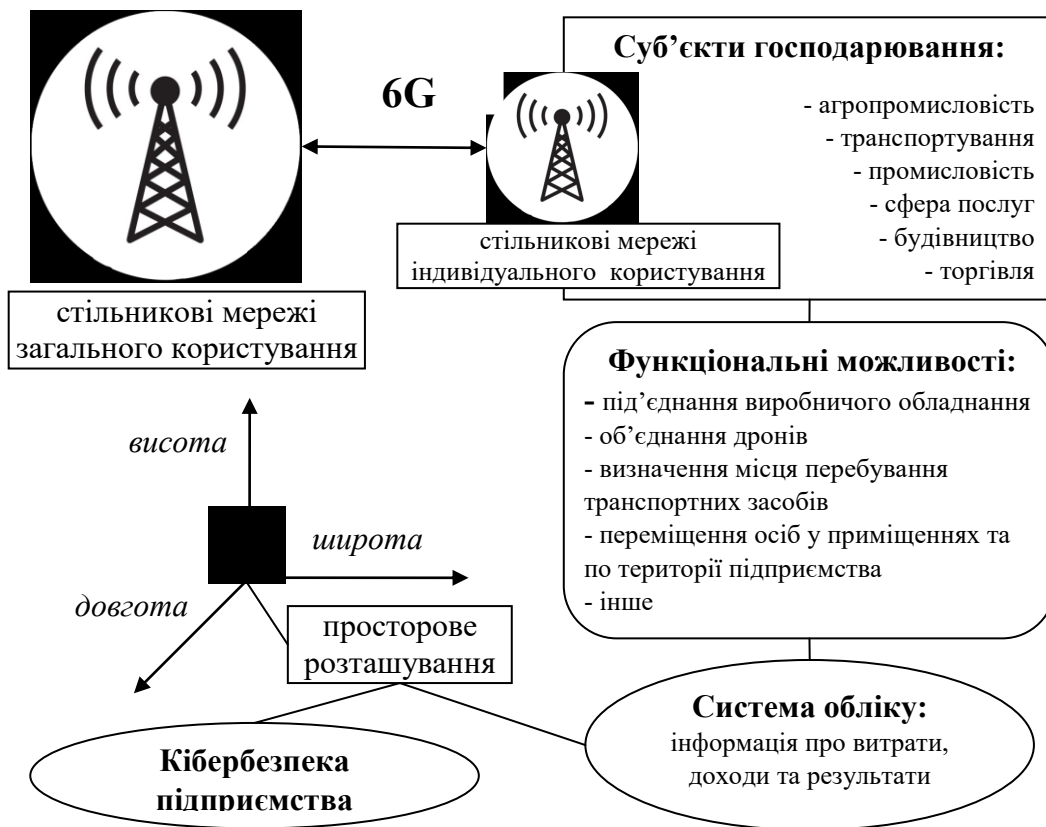 6G
стільникові мережі
загального користування
стільникові мережі
індивідуального користування
Суб’єкти господарювання:
- агропромисловість
- транспортування
- промисловість
- сфера послуг
- будівництво
- торгівля
Функціональні можливості:
- під’єднання виробничого обладнання
- об’єднання дронів
- визначення місця перебування
транспортних засобів
- переміщення осіб у приміщеннях та
по території підприємства
- інше
висота
широта
довгота
просторове
розташування
Кібербезпека
підприємства
Система обліку:
інформація про витрати,
доходи та результати